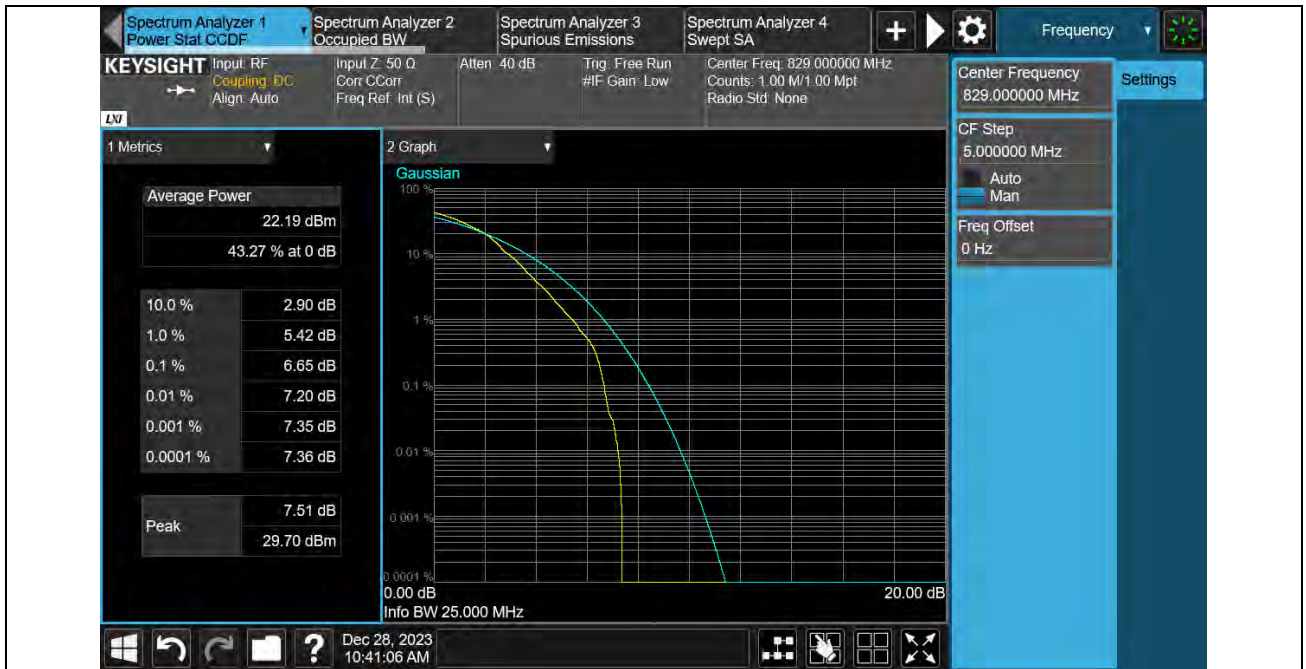 Spectrum Analyzer 1
Power Stat CCDF
Spectrum Analyzer 2
Occupied BW
Spectrum Analyzer 3
Spurious Emissions
Spectrum Analyzer 4
Swept SA
Frequency
KEYSIGHT
LXI
Input: RF
Coupling: DC
Align: Auto
Input Z: 50 Ω
Corr CCorr
Freq Ref: Int (S)
Atten: 40 dB
Trig: Free Run
#IF Gain: Low
Center Freq: 829.000000 MHz
Counts: 1.00 M/1.00 Mpt
Radio Std: None
Center Frequency
829.000000 MHz
Settings
CF Step
5.000000 MHz
Auto
Man
Freq Offset
0 Hz
1 Metrics
Average Power
22.19 dBm
43.27 % at 0 dB
10.0 % 2.90 dB
1.0 % 5.42 dB
0.1 % 6.65 dB
0.01 % 7.20 dB
0.001 % 7.35 dB
0.0001 % 7.36 dB
Peak
7.51 dB
29.70 dBm
2 Graph
Gaussian
100 %
10 %
1 %
0.1 %
0.01 %
0.001 %
0.0001 %
0.00 dB
20.00 dB
Info BW 25.000 MHz
?
Dec 28, 2023
10:41:06 AM